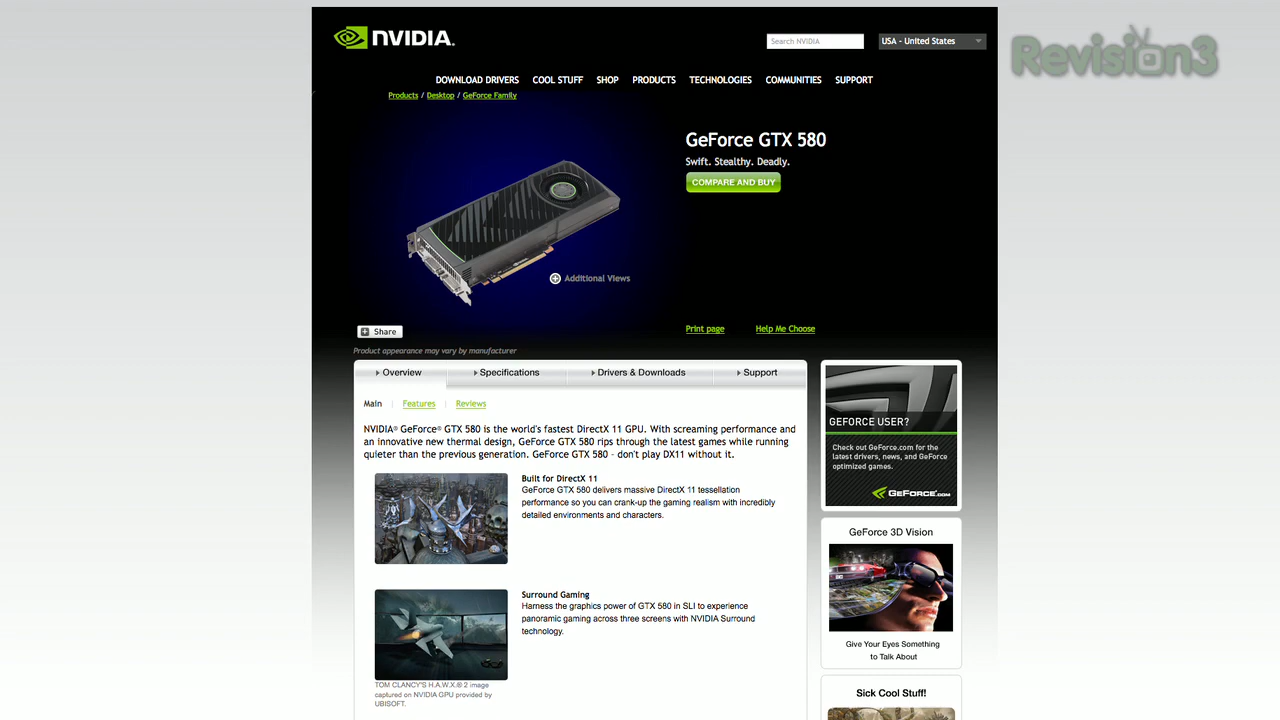 NVIDIA.
Search NVIDIA
USA - United States
Revision3
DOWNLOAD DRIVERS COOL STUFF SHOP PRODUCTS TECHNOLOGIES COMMUNITIES SUPPORT
Products / Desktop / GeForce Family
GeForce GTX 580
Swift. Stealthy. Deadly.
COMPARE AND BUY
Additional Views
Share
Print page
Help Me Choose
Product appearance may vary by manufacturer
Overview
Specifications
Drivers & Downloads
Support
Main | Features | Reviews
NVIDIA® GeForce® GTX 580 is the world's fastest DirectX 11 GPU. With screaming performance and
an innovative new thermal design, GeForce GTX 580 rips through the latest games while running
quieter than the previous generation. GeForce GTX 580 - don't play DX11 without it.
Built for DirectX 11
GeForce GTX 580 delivers massive DirectX 11 tessellation
performance so you can crank-up the gaming realism with incredibly
detailed environments and characters.
Surround Gaming
Harness the graphics power of GTX 580 in SLI to experience
panoramic gaming across three screens with NVIDIA Surround
technology.
TOM CLANCY'S H.A.W.X.® 2 image
captured on NVIDIA GPU provided by
UBISOFT.
GEFORCE USER?
Check out GeForce.com for the
latest drivers, news, and GeForce
optimized games.
GEFORCE.COM
GeForce 3D Vision
Give Your Eyes Something
to Talk About
Sick Cool Stuff!